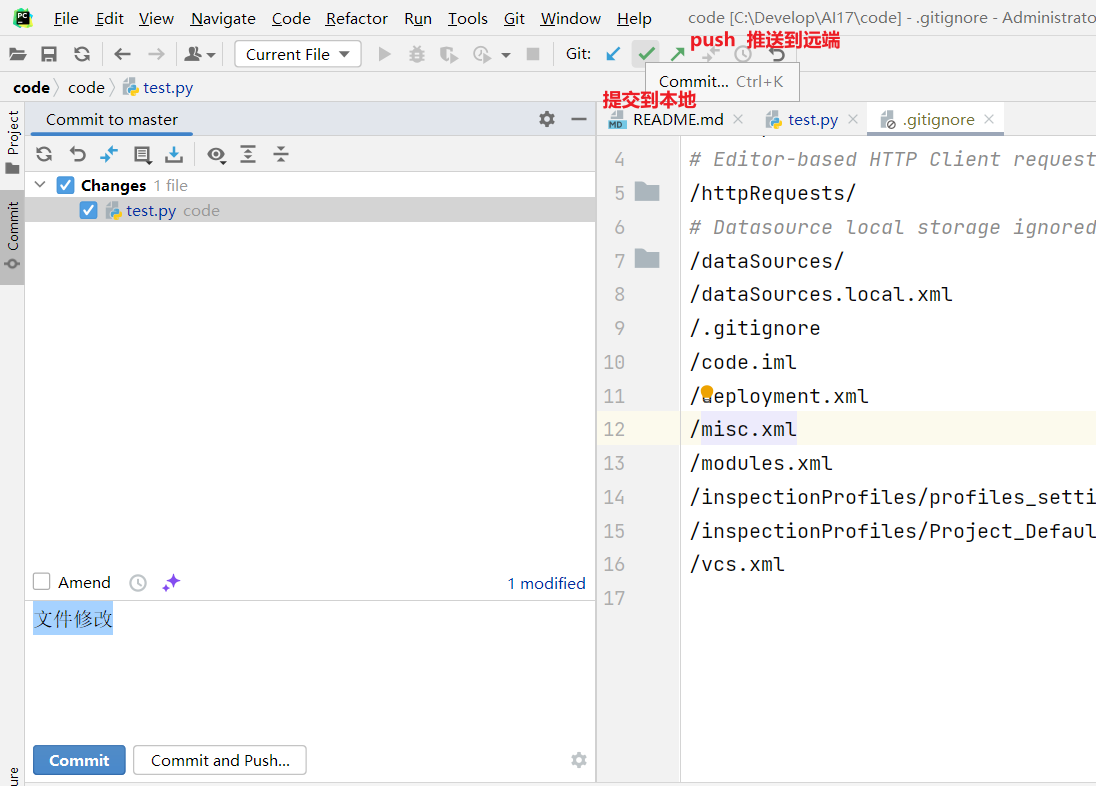 PC File Edit View Navigate Code Refactor Run Tools Git Window Help code [C:\Develop\AI17\code] - .gitignore - Administrato
Current File Git: push 推送到远端
Commit... Ctrl+K
code code test.py
提交到本地
Project
Commit
Commit to master
MD README.md test.py .gitignore
Changes 1 file
test.py code
4 # Editor-based HTTP Client request
5 /httpRequests/
6 # Datasource local storage ignored
7 /dataSources/
8 /dataSources.local.xml
9 /.gitignore
10 /code.iml
11 /deployment.xml
12 /misc.xml
13 /modules.xml
14 /inspectionProfiles/profiles_setti
15 /inspectionProfiles/Project_Defaul
16 /vcs.xml
17
Amend 1 modified
文件修改
Commit Commit and Push...
ure